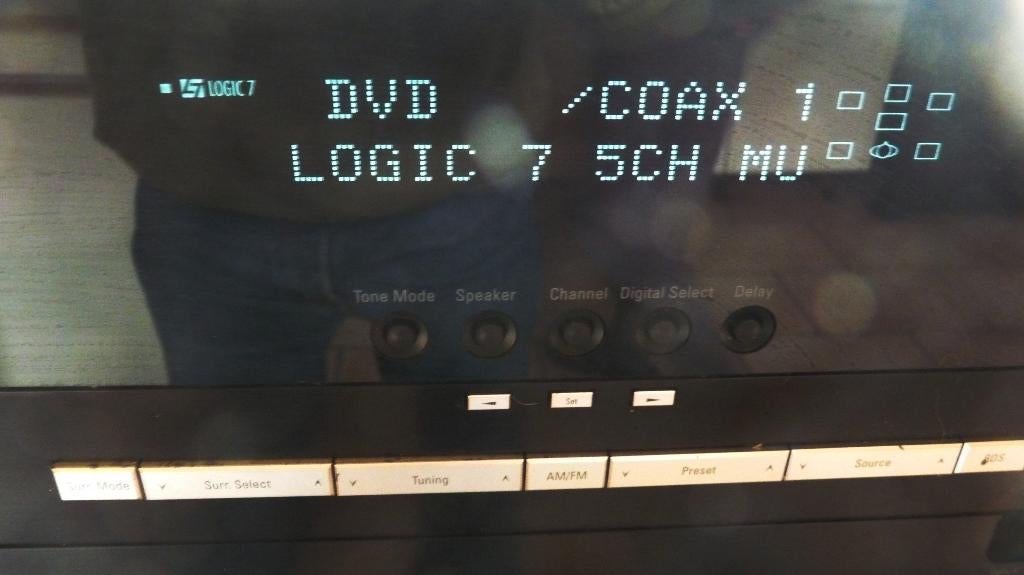 LOGIC 7 DVD /COAX 1
LOGIC 7 5CH MU
Tone Mode Speaker Channel Digital Select Delay
Set
Surr. Mode Surr. Select Tuning AM/FM Preset Source RDS